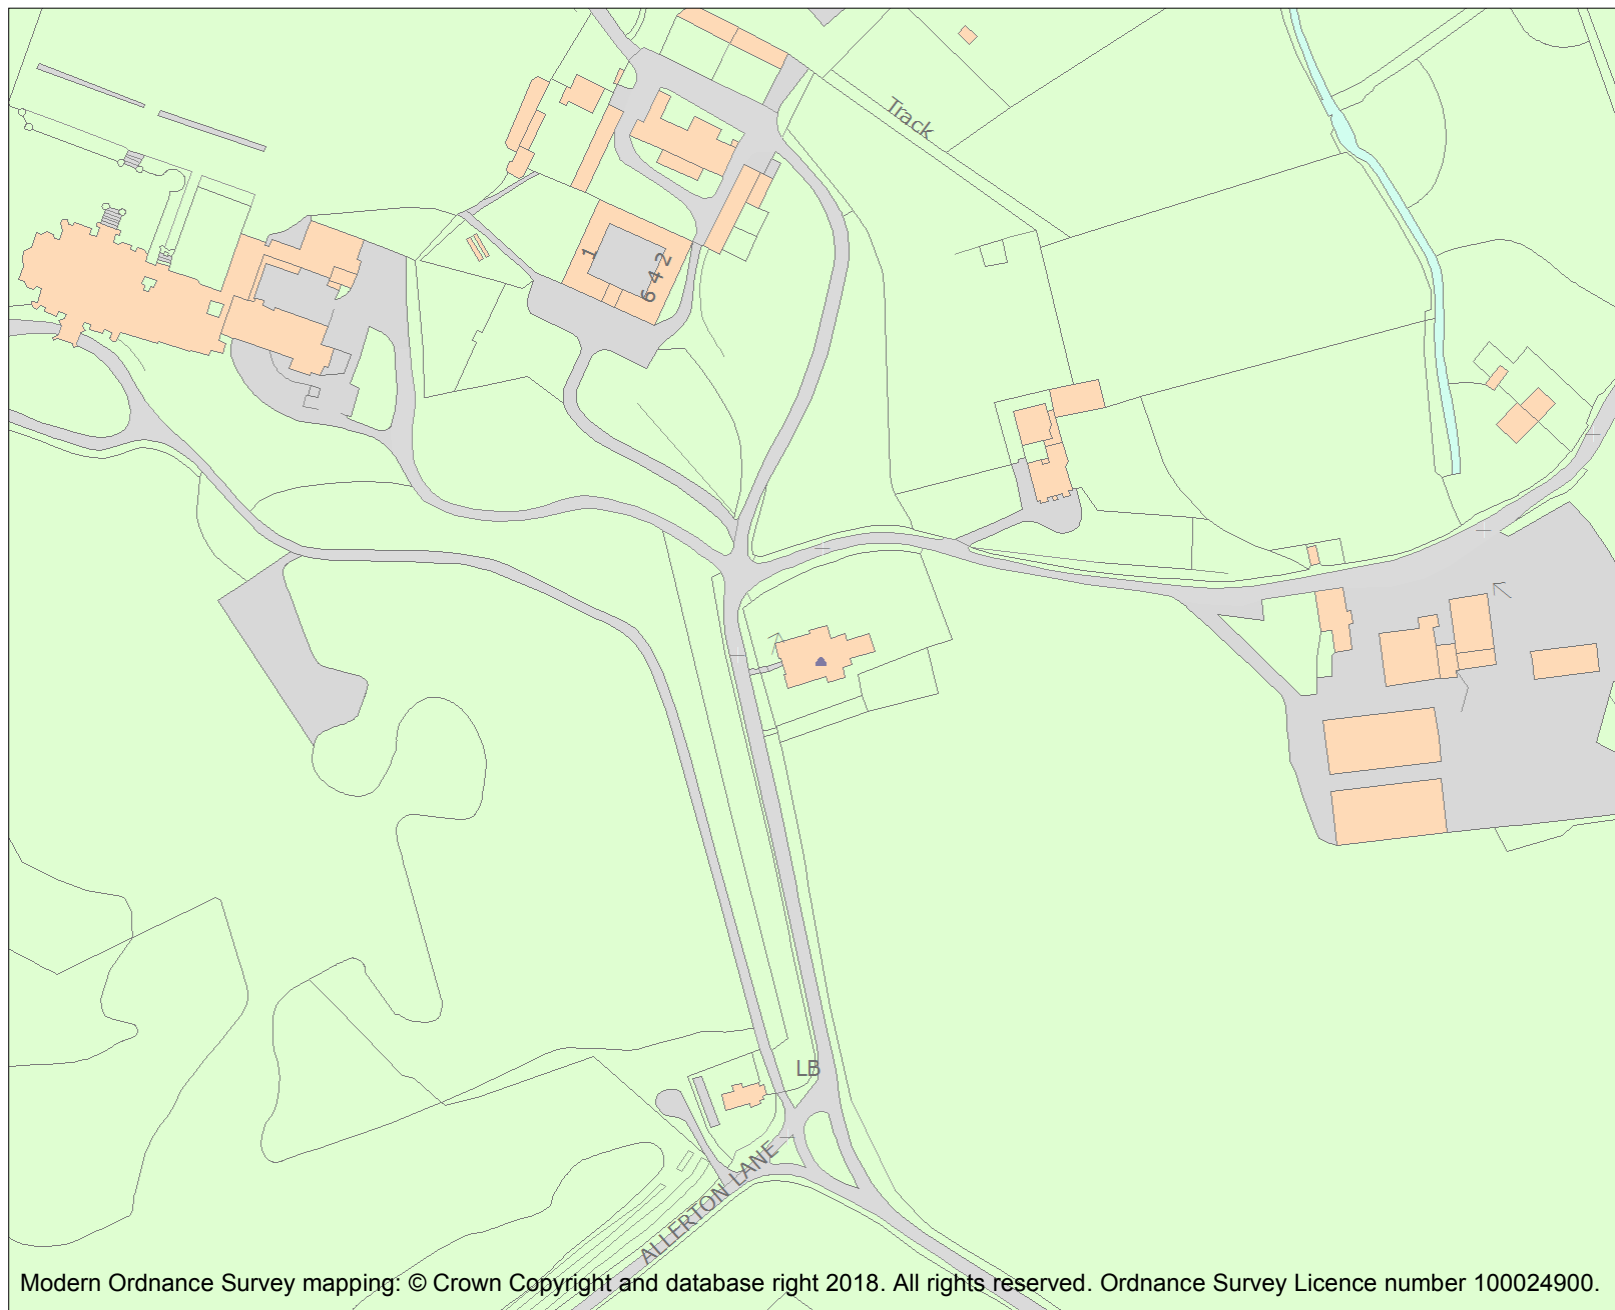 Track
1
2
4
6
LB
ALLERTON LANE
Modern Ordnance Survey mapping: © Crown Copyright and database right 2018. All rights reserved. Ordnance Survey Licence number 100024900.